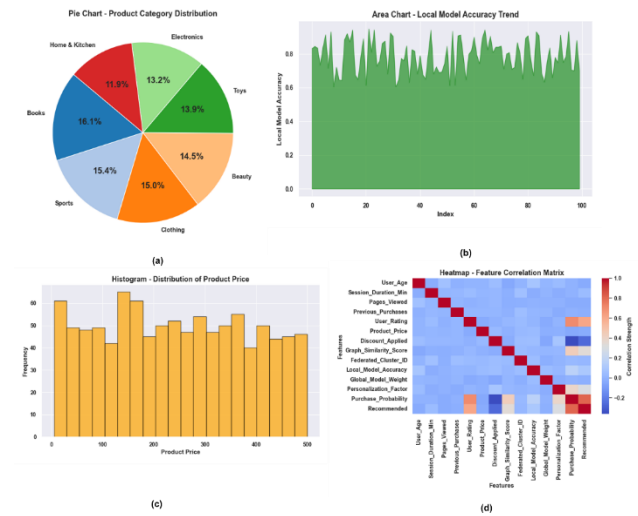 Pie Chart - Product Category Distribution
Electronics
Home & Kitchen
13.2%
11.9%
Toys
13.9%
Books
16.1%
14.5%
15.4%
Beauty
15.0%
Sports
Clothing
(a)
Area Chart - Local Model Accuracy Trend
Local Model Accuracy
0.8
0.6
0.4
0.2
0.0
0 20 40 60 80 100
Index
(b)
Histogram - Distribution of Product Price
Frequency
60
50
40
30
20
10
0
0 100 200 300 400 500
Product Price
(c)
Heatmap - Feature Correlation Matrix
Features
User_Age
Session_Duration_Min
Pages_Viewed
Previous_Purchases
User_Rating
Product_Price
Discount_Applied
Graph_Similarity_Score
Federated_Cluster_ID
Local_Model_Accuracy
Global_Model_Weight
Personalization_Factor
Purchase_Probability
Recommended
User_Age
Session_Duration_Min
Pages_Viewed
Previous_Purchases
User_Rating
Product_Price
Discount_Applied
Graph_Similarity_Score
Federated_Cluster_ID
Local_Model_Accuracy
Global_Model_Weight
Personalization_Factor
Purchase_Probability
Recommended
Features
1.0
0.8
0.6
0.4
0.2
0.0
-0.2
Correlation Strength
(d)